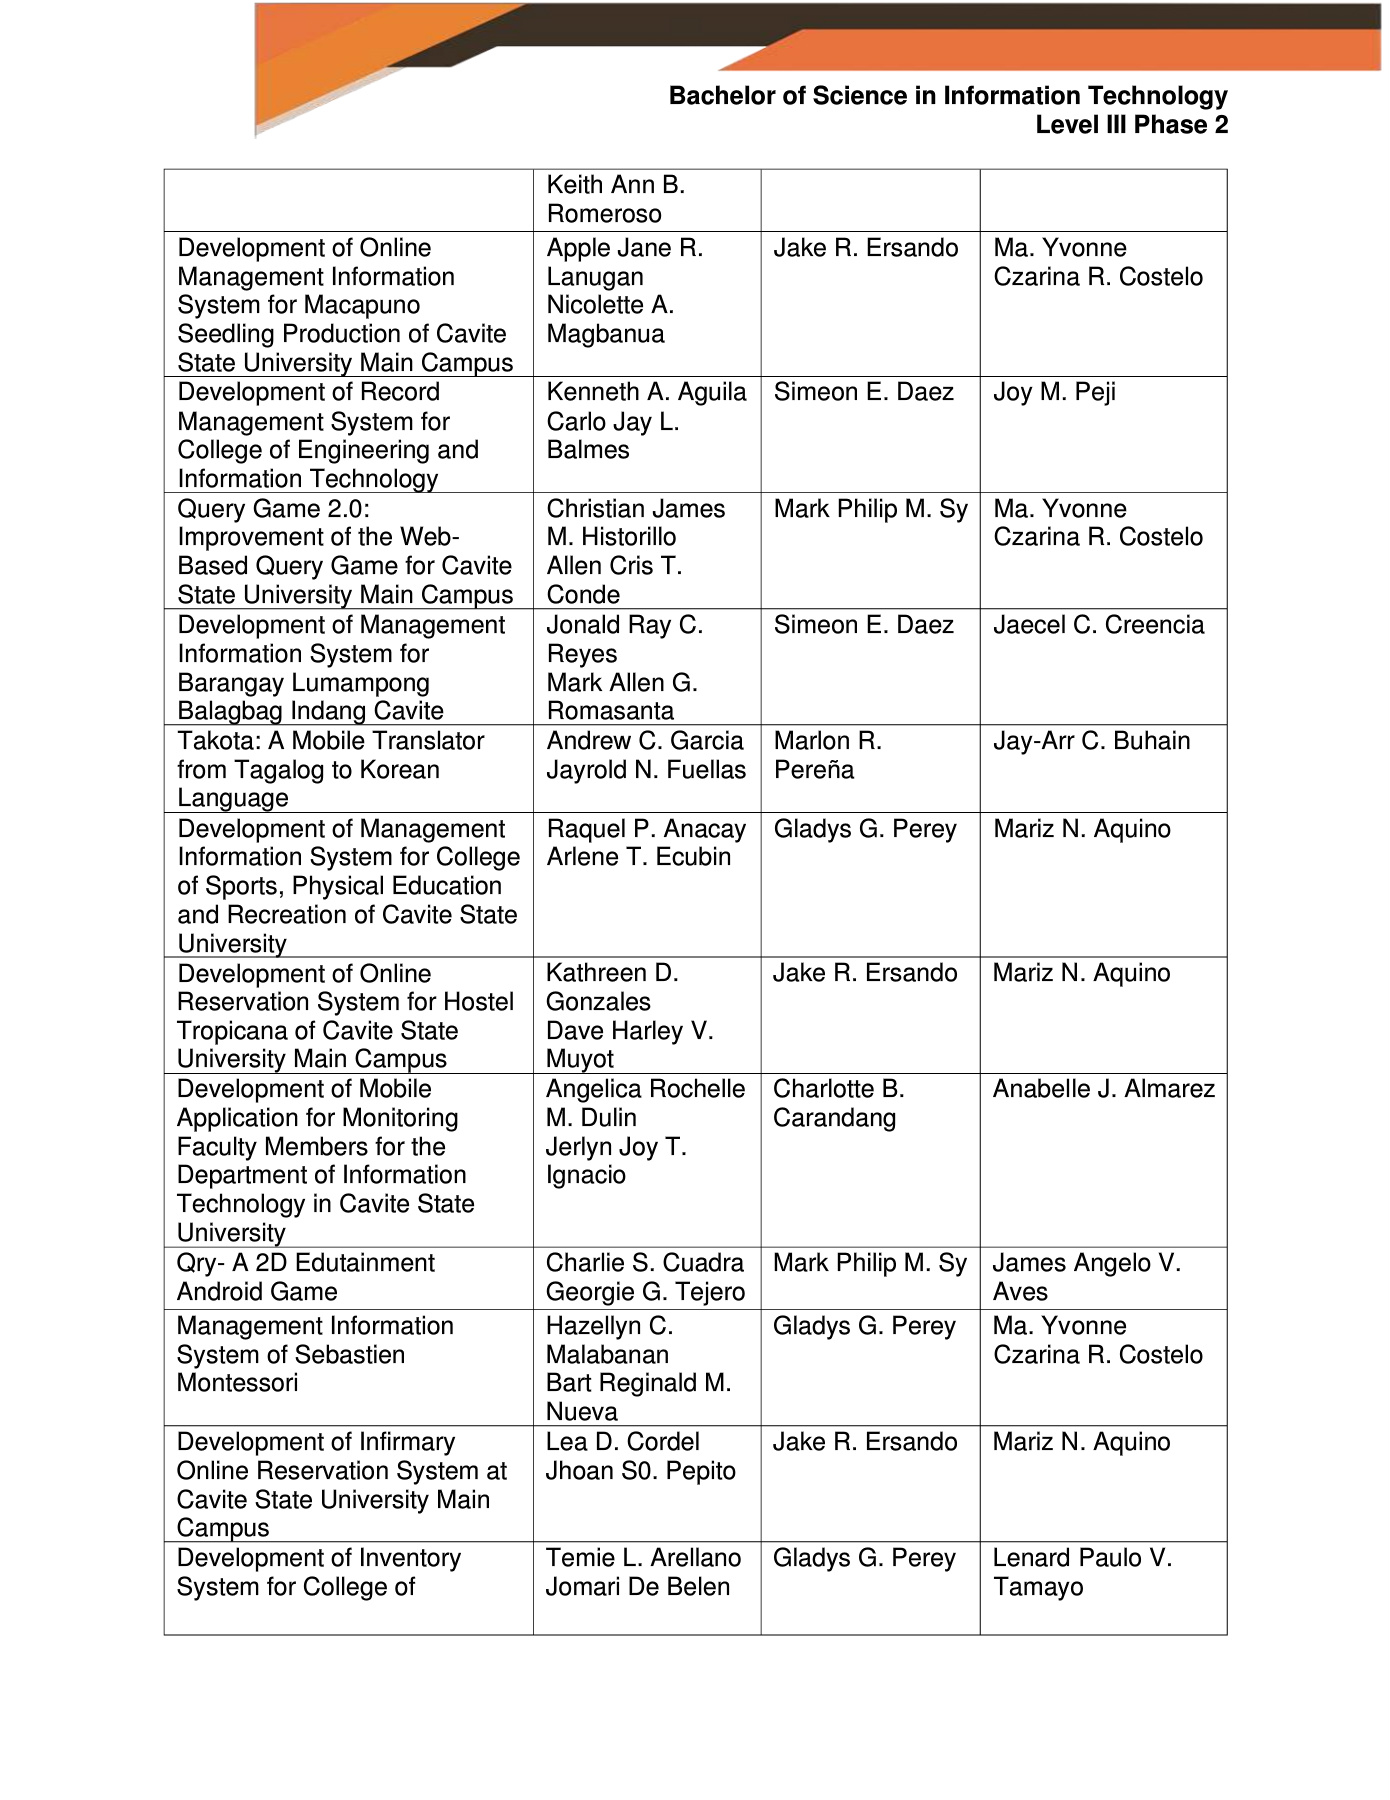 Bachelor of Science in Information Technology
Level III Phase 2
Keith Ann B.
Romeroso
Development of Online
Management Information
System for Macapuno
Seedling Production of Cavite
State University Main Campus
Apple Jane R.
Lanugan
Nicolette A.
Magbanua
Jake R. Ersando
Ma. Yvonne
Czarina R. Costelo
Development of Record
Management System for
College of Engineering and
Information Technology
Kenneth A. Aguila
Carlo Jay L.
Balmes
Simeon E. Daez
Joy M. Peji
Query Game 2.0:
Improvement of the Web-
Based Query Game for Cavite
State University Main Campus
Christian James
M. Historillo
Allen Cris T.
Conde
Mark Philip M. Sy
Ma. Yvonne
Czarina R. Costelo
Development of Management
Information System for
Barangay Lumampong
Balagbag Indang Cavite
Jonald Ray C.
Reyes
Mark Allen G.
Romasanta
Simeon E. Daez
Jaecel C. Creencia
Takota: A Mobile Translator
from Tagalog to Korean
Language
Andrew C. Garcia
Jayrold N. Fuellas
Marlon R.
Pereña
Jay-Arr C. Buhain
Development of Management
Information System for College
of Sports, Physical Education
and Recreation of Cavite State
University
Raquel P. Anacay
Arlene T. Ecubin
Gladys G. Perey
Mariz N. Aquino
Development of Online
Reservation System for Hostel
Tropicana of Cavite State
University Main Campus
Kathreen D.
Gonzales
Dave Harley V.
Muyot
Jake R. Ersando
Mariz N. Aquino
Development of Mobile
Application for Monitoring
Faculty Members for the
Department of Information
Technology in Cavite State
University
Angelica Rochelle
M. Dulin
Jerlyn Joy T.
Ignacio
Charlotte B.
Carandang
Anabelle J. Almarez
Qry- A 2D Edutainment
Android Game
Charlie S. Cuadra
Georgie G. Tejero
Mark Philip M. Sy
James Angelo V.
Aves
Management Information
System of Sebastien
Montessori
Hazellyn C.
Malabanan
Bart Reginald M.
Nueva
Gladys G. Perey
Ma. Yvonne
Czarina R. Costelo
Development of Infirmary
Online Reservation System at
Cavite State University Main
Campus
Lea D. Cordel
Jhoan S0. Pepito
Jake R. Ersando
Mariz N. Aquino
Development of Inventory
System for College of
Temie L. Arellano
Jomari De Belen
Gladys G. Perey
Lenard Paulo V.
Tamayo